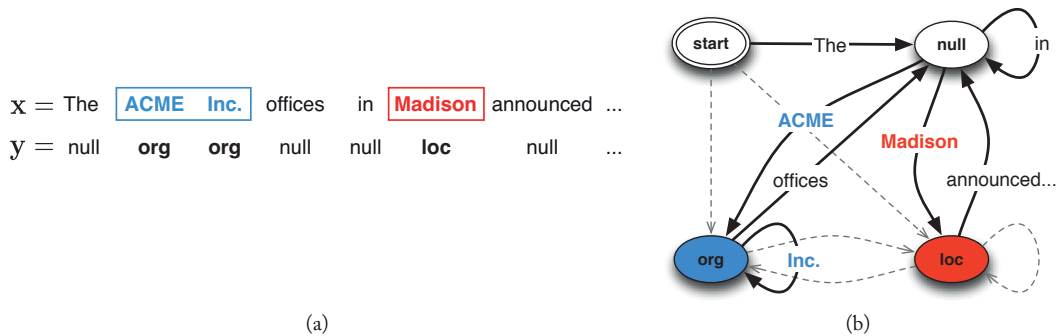 x = The ACME Inc. offices in Madison announced ...
y = null org org null null loc null ...
(a)
start
The
null
in
ACME
Madison
offices
announced...
org
Inc.
loc
(b)